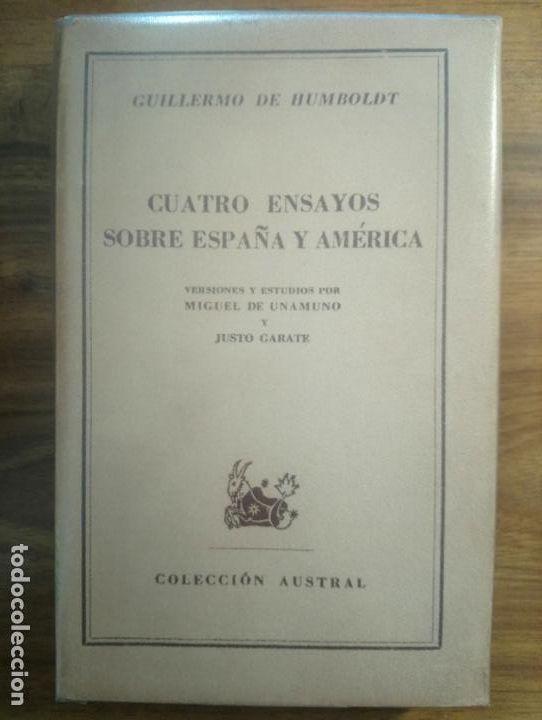 GUILLERMO DE HUMBOLDT
CUATRO ENSAYOS
SOBRE ESPAÑA Y AMÉRICA
VERSIONES Y ESTUDIOS POR
MIGUEL DE UNAMUNO
Y
JUSTO GARATE
COLECCIÓN AUSTRAL
todocoleccion.net